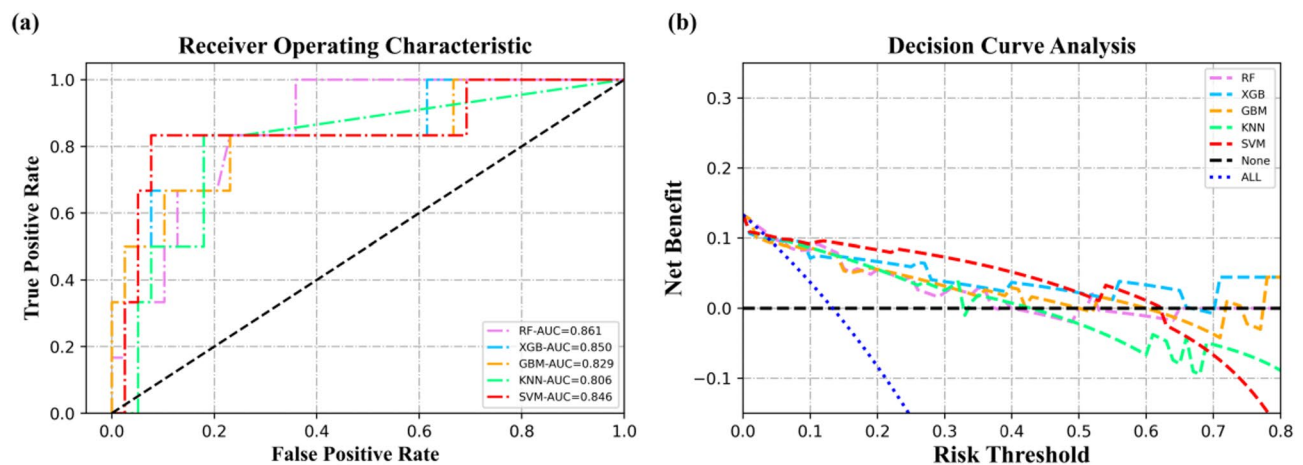 (a)
Receiver Operating Characteristic
True Positive Rate
1.0
0.8
0.6
0.4
0.2
0.0
RF-AUC=0.861
XGB-AUC=0.850
GBM-AUC=0.829
KNN-AUC=0.806
SVM-AUC=0.846
0.0 0.2 0.4 0.6 0.8 1.0
False Positive Rate
(b)
Decision Curve Analysis
Net Benefit
0.3
0.2
0.1
0.0
−0.1
RF
XGB
GBM
KNN
SVM
None
ALL
0.0 0.1 0.2 0.3 0.4 0.5 0.6 0.7 0.8
Risk Threshold